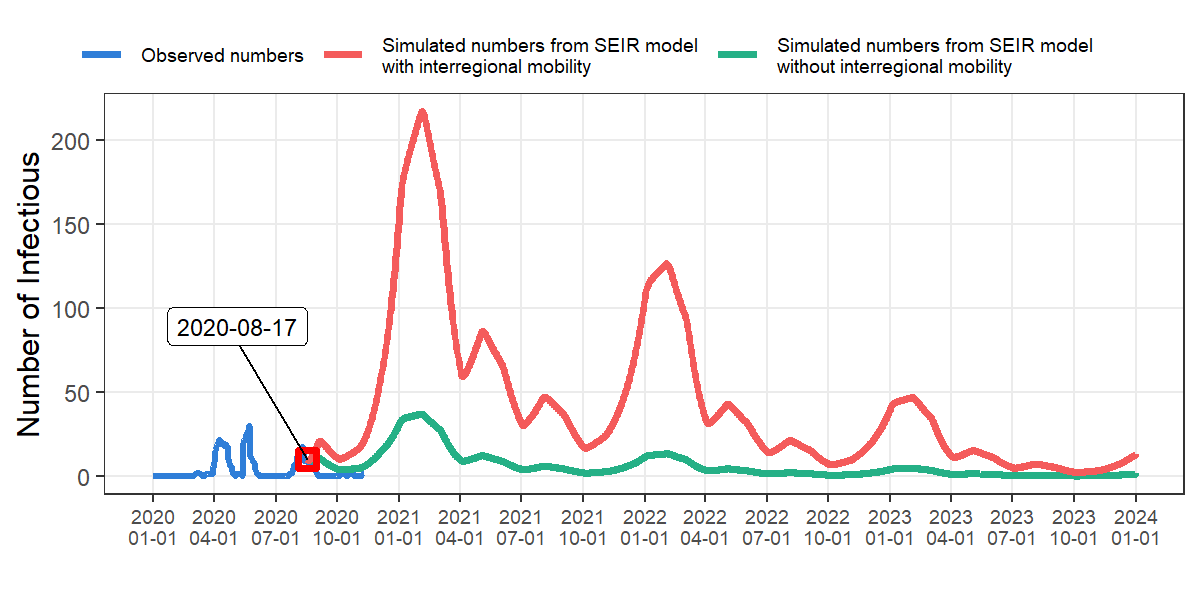 Observed numbers
Simulated numbers from SEIR model
with interregional mobility
Simulated numbers from SEIR model
without interregional mobility
Number of Infectious
200
150
100
50
0
2020-08-17
2020 2020 2020 2020 2021 2021 2021 2021 2022 2022 2022 2022 2023 2023 2023 2023 2024
01-01 04-01 07-01 10-01 01-01 04-01 07-01 10-01 01-01 04-01 07-01 10-01 01-01 04-01 07-01 10-01 01-01